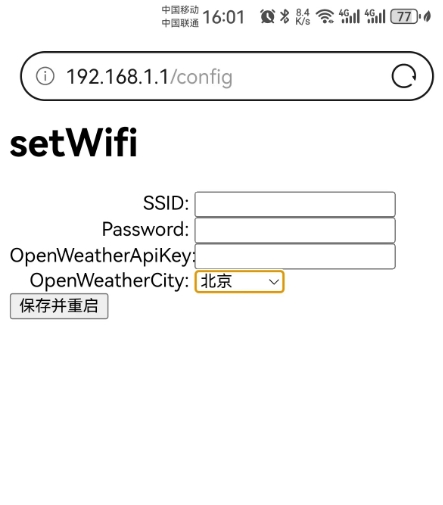 中国移动
中国联通 16:01 8.4 K/s 4G 4G 77
192.168.1.1/config
setWifi
SSID:
Password:
OpenWeatherApiKey:
OpenWeatherCity: 北京
保存并重启